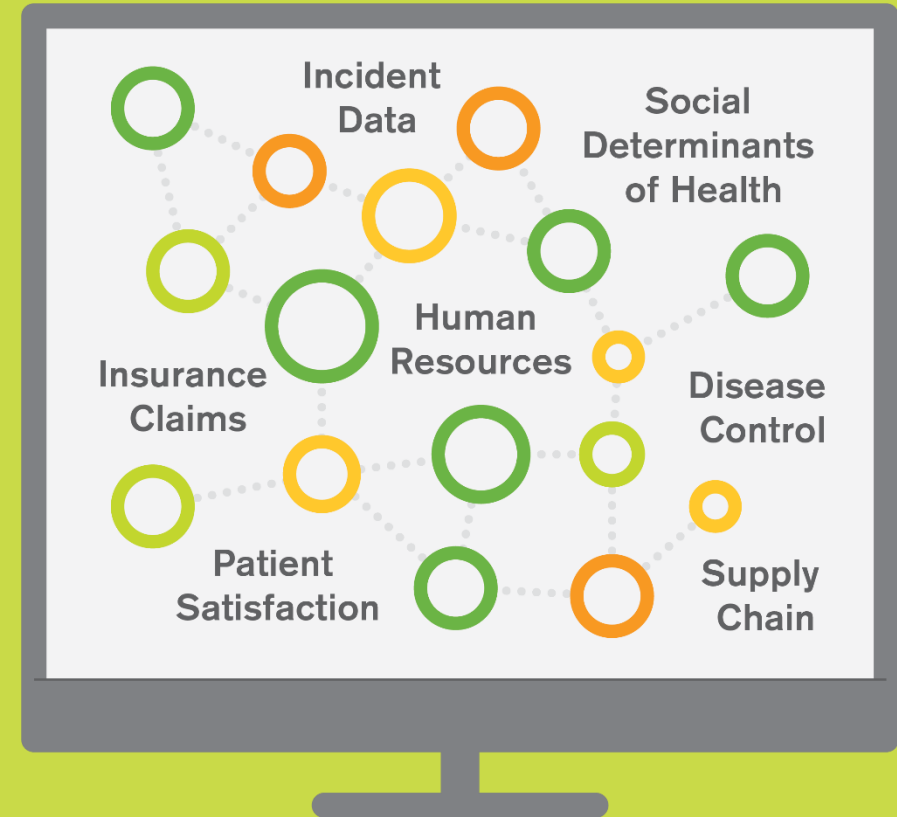 Incident
Data
Social
Determinants
of Health
Human
Resources
Insurance
Claims
Disease
Control
Patient
Satisfaction
Supply
Chain